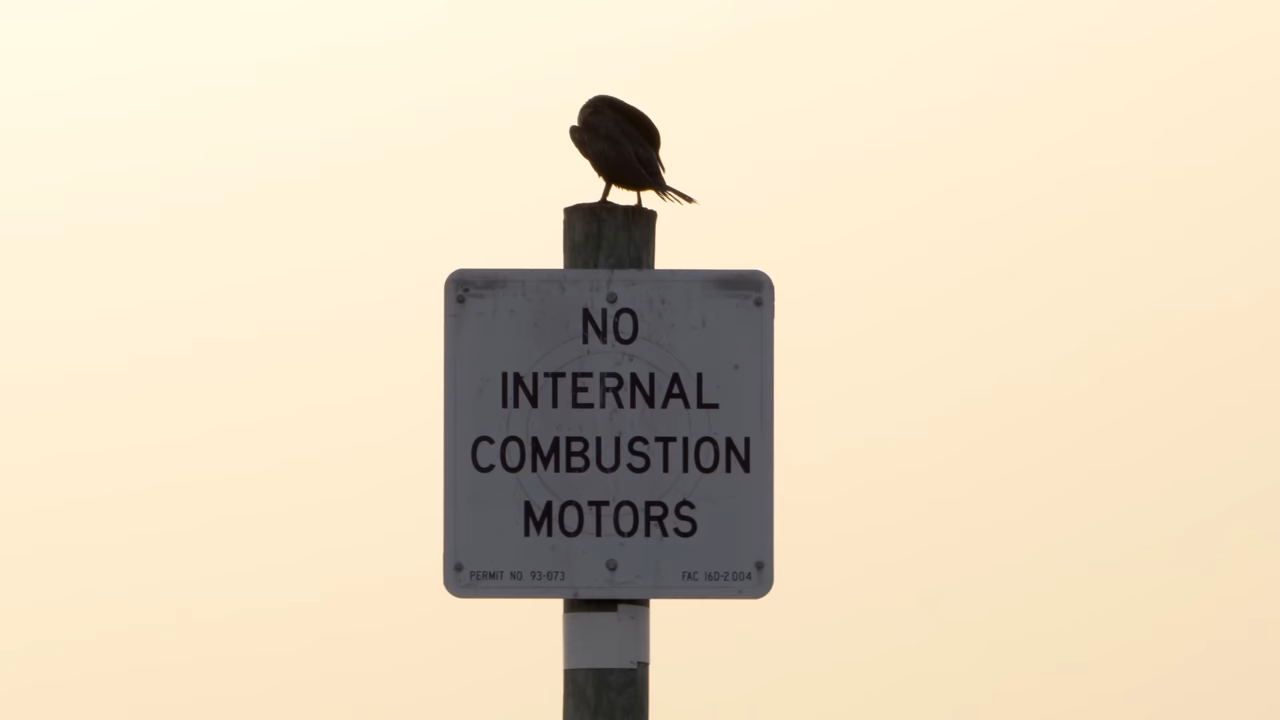 NO
INTERNAL
COMBUSTION
MOTORS
PERMIT NO. 93-073 FAC 16D-2.004